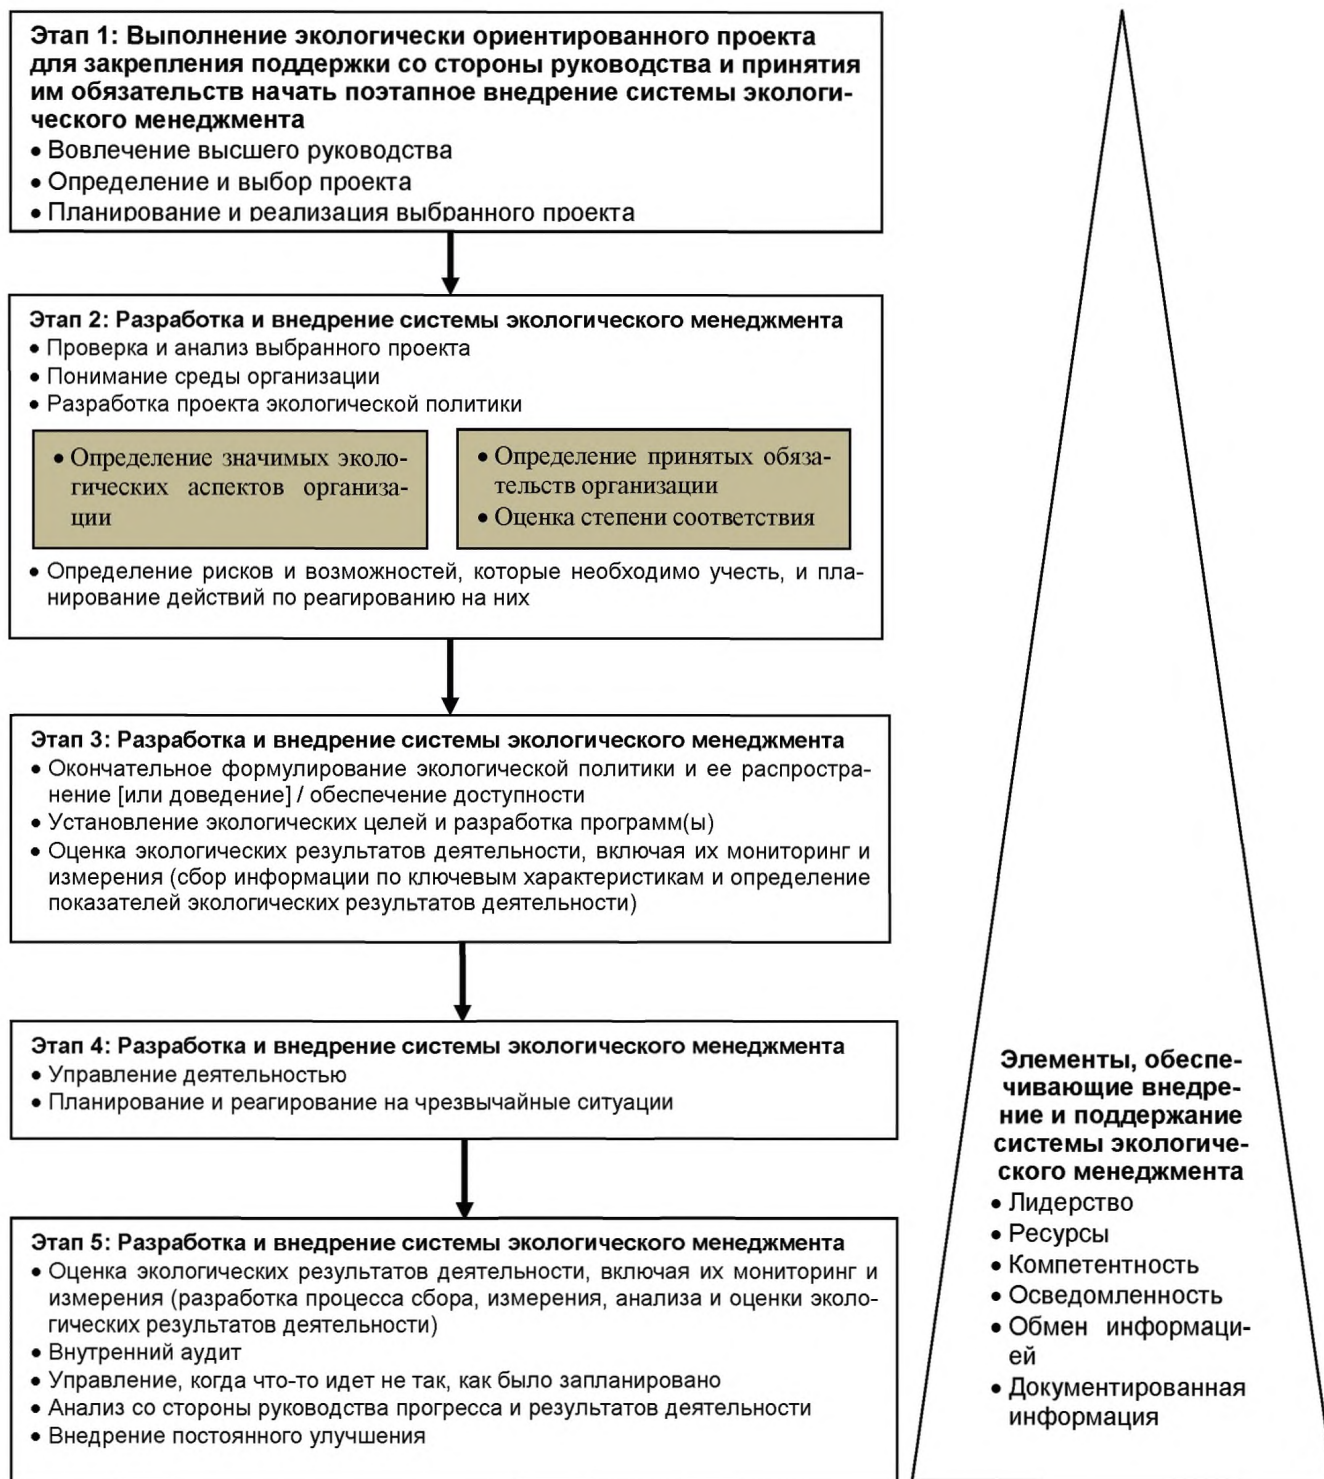 Этап 1: Выполнение экологически ориентированного проекта
для закрепления поддержки со стороны руководства и принятия
им обязательств начать поэтапное внедрение системы экологи-
ческого менеджмента
• Вовлечение высшего руководства
• Определение и выбор проекта
• Планирование и реализация выбранного проекта
Этап 2: Разработка и внедрение системы экологического менеджмента
• Проверка и анализ выбранного проекта
• Понимание среды организации
• Разработка проекта экологической политики
• Определение значимых эколо-
гических аспектов организа-
ции
• Определение принятых обяза-
тельств организации
• Оценка степени соответствия
• Определение рисков и возможностей, которые необходимо учесть, и пла-
нирование действий по реагированию на них
Этап 3: Разработка и внедрение системы экологического менеджмента
• Окончательное формулирование экологической политики и ее распростра-
нение [или доведение] / обеспечение доступности
• Установление экологических целей и разработка программ(ы)
• Оценка экологических результатов деятельности, включая их мониторинг и
измерения (сбор информации по ключевым характеристикам и определение
показателей экологических результатов деятельности)
Этап 4: Разработка и внедрение системы экологического менеджмента
• Управление деятельностью
• Планирование и реагирование на чрезвычайные ситуации
Этап 5: Разработка и внедрение системы экологического менеджмента
• Оценка экологических результатов деятельности, включая их мониторинг и
измерения (разработка процесса сбора, измерения, анализа и оценки эколо-
гических результатов деятельности)
• Внутренний аудит
• Управление, когда что-то идет не так, как было запланировано
• Анализ со стороны руководства прогресса и результатов деятельности
• Внедрение постоянного улучшения
Элементы, обеспе-
чивающие внедре-
ние и поддержание
системы экологиче-
ского менеджмента
• Лидерство
• Ресурсы
• Компетентность
• Осведомленность
• Обмен информаци-
ей
• Документированная
информация